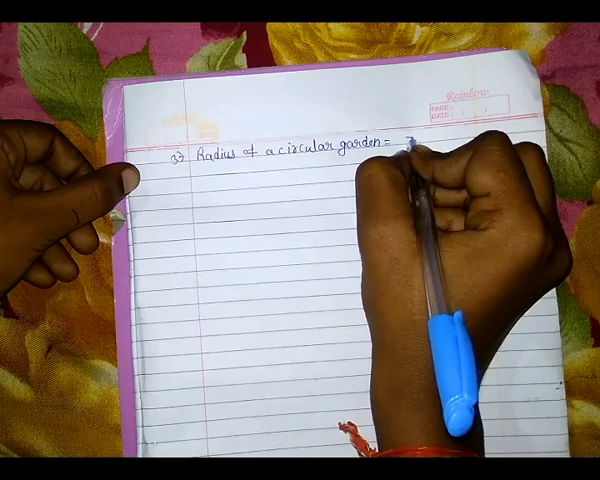 Rainbow
PAGE:
DATE:
3) Radius of a circular garden =